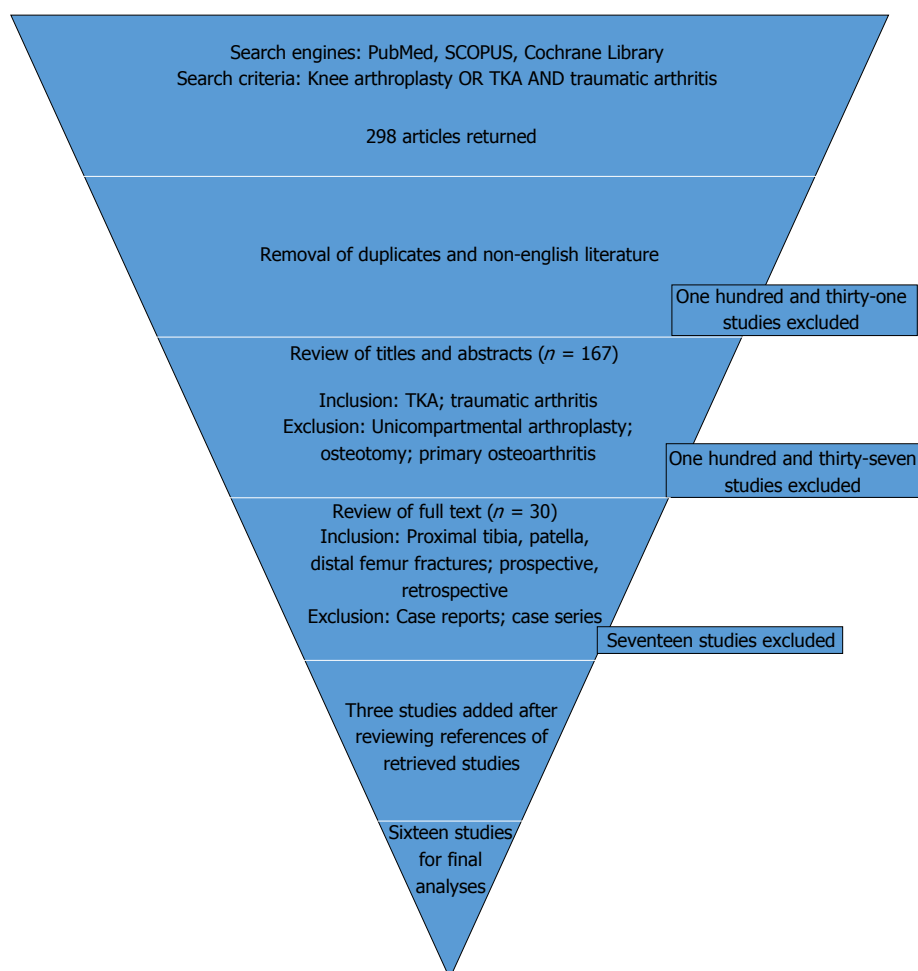 Search engines: PubMed, SCOPUS, Cochrane Library
Search criteria: Knee arthroplasty OR TKA AND traumatic arthritis
298 articles returned
Removal of duplicates and non-english literature
One hundred and thirty-one
studies excluded
Review of titles and abstracts (n = 167)
Inclusion: TKA; traumatic arthritis
Exclusion: Unicompartmental arthroplasty;
osteotomy; primary osteoarthritis
One hundred and thirty-seven
studies excluded
Review of full text (n = 30)
Inclusion: Proximal tibia, patella,
distal femur fractures; prospective,
retrospective
Exclusion: Case reports; case series
Seventeen studies excluded
Three studies added after
reviewing references of
retrieved studies
Sixteen studies
for final
analyses